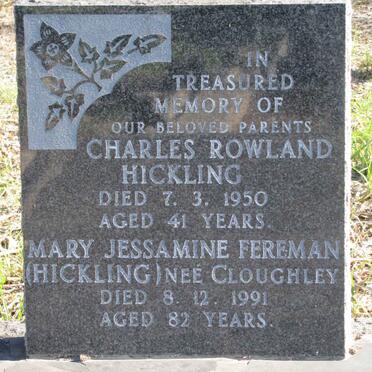 IN
TREASURED
MEMORY OF
OUR BELOVED PARENTS
CHARLES ROWLAND
HICKLING
DIED 7. 3. 1950
AGED 41 YEARS.
MARY JESSAMINE FEREMAN
(HICKLING) NEÉ CLOUGHLEY
DIED 8. 12. 1991
AGED 82 YEARS.